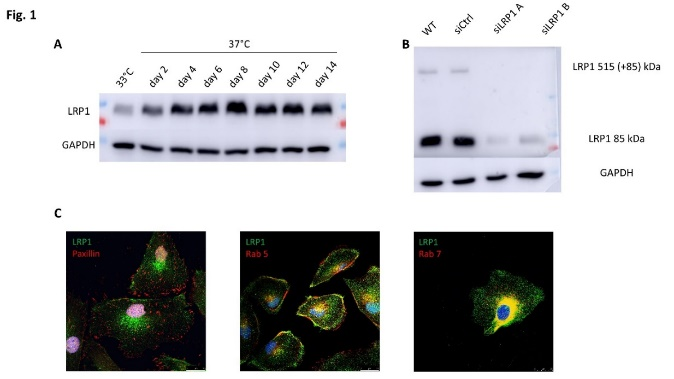 Fig. 1
A
37°C
33°C
day 2
day 4
day 6
day 8
day 10
day 12
day 14
LRP1
GAPDH
B
WT
siCtrl
siLRP1 A
siLRP1 B
LRP1 515 (+85) kDa
LRP1 85 kDa
GAPDH
C
LRP1
Paxillin
LRP1
Rab 5
LRP1
Rab 7